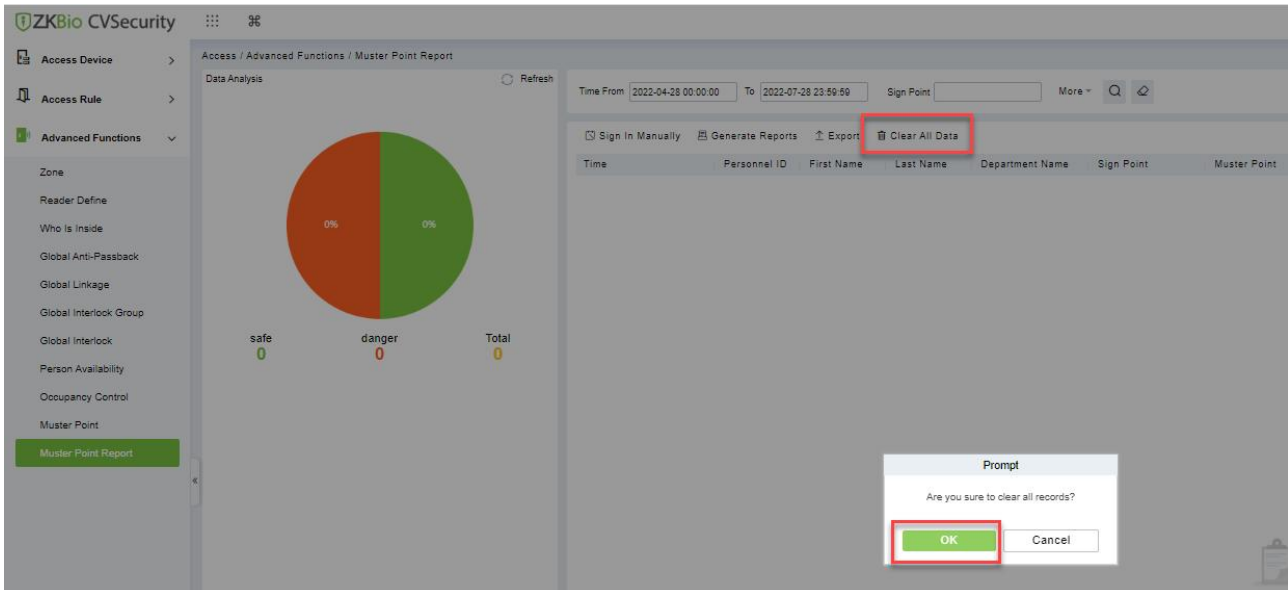 ZKBio CVSecurity
Access Device
Access Rule
Advanced Functions
Zone
Reader Define
Who Is Inside
Global Anti-Passback
Global Linkage
Global Interlock Group
Global Interlock
Person Availability
Occupancy Control
Muster Point
Muster Point Report
Access / Advanced Functions / Muster Point Report
Data Analysis Refresh
0% 0%
safe danger Total
0 0 0
Time From 2022-04-28 00:00:00 To 2022-07-28 23:59:59 Sign Point More
Sign In Manually Generate Reports Export Clear All Data
Time Personnel ID First Name Last Name Department Name Sign Point Muster Point
Prompt
Are you sure to clear all records?
OK Cancel